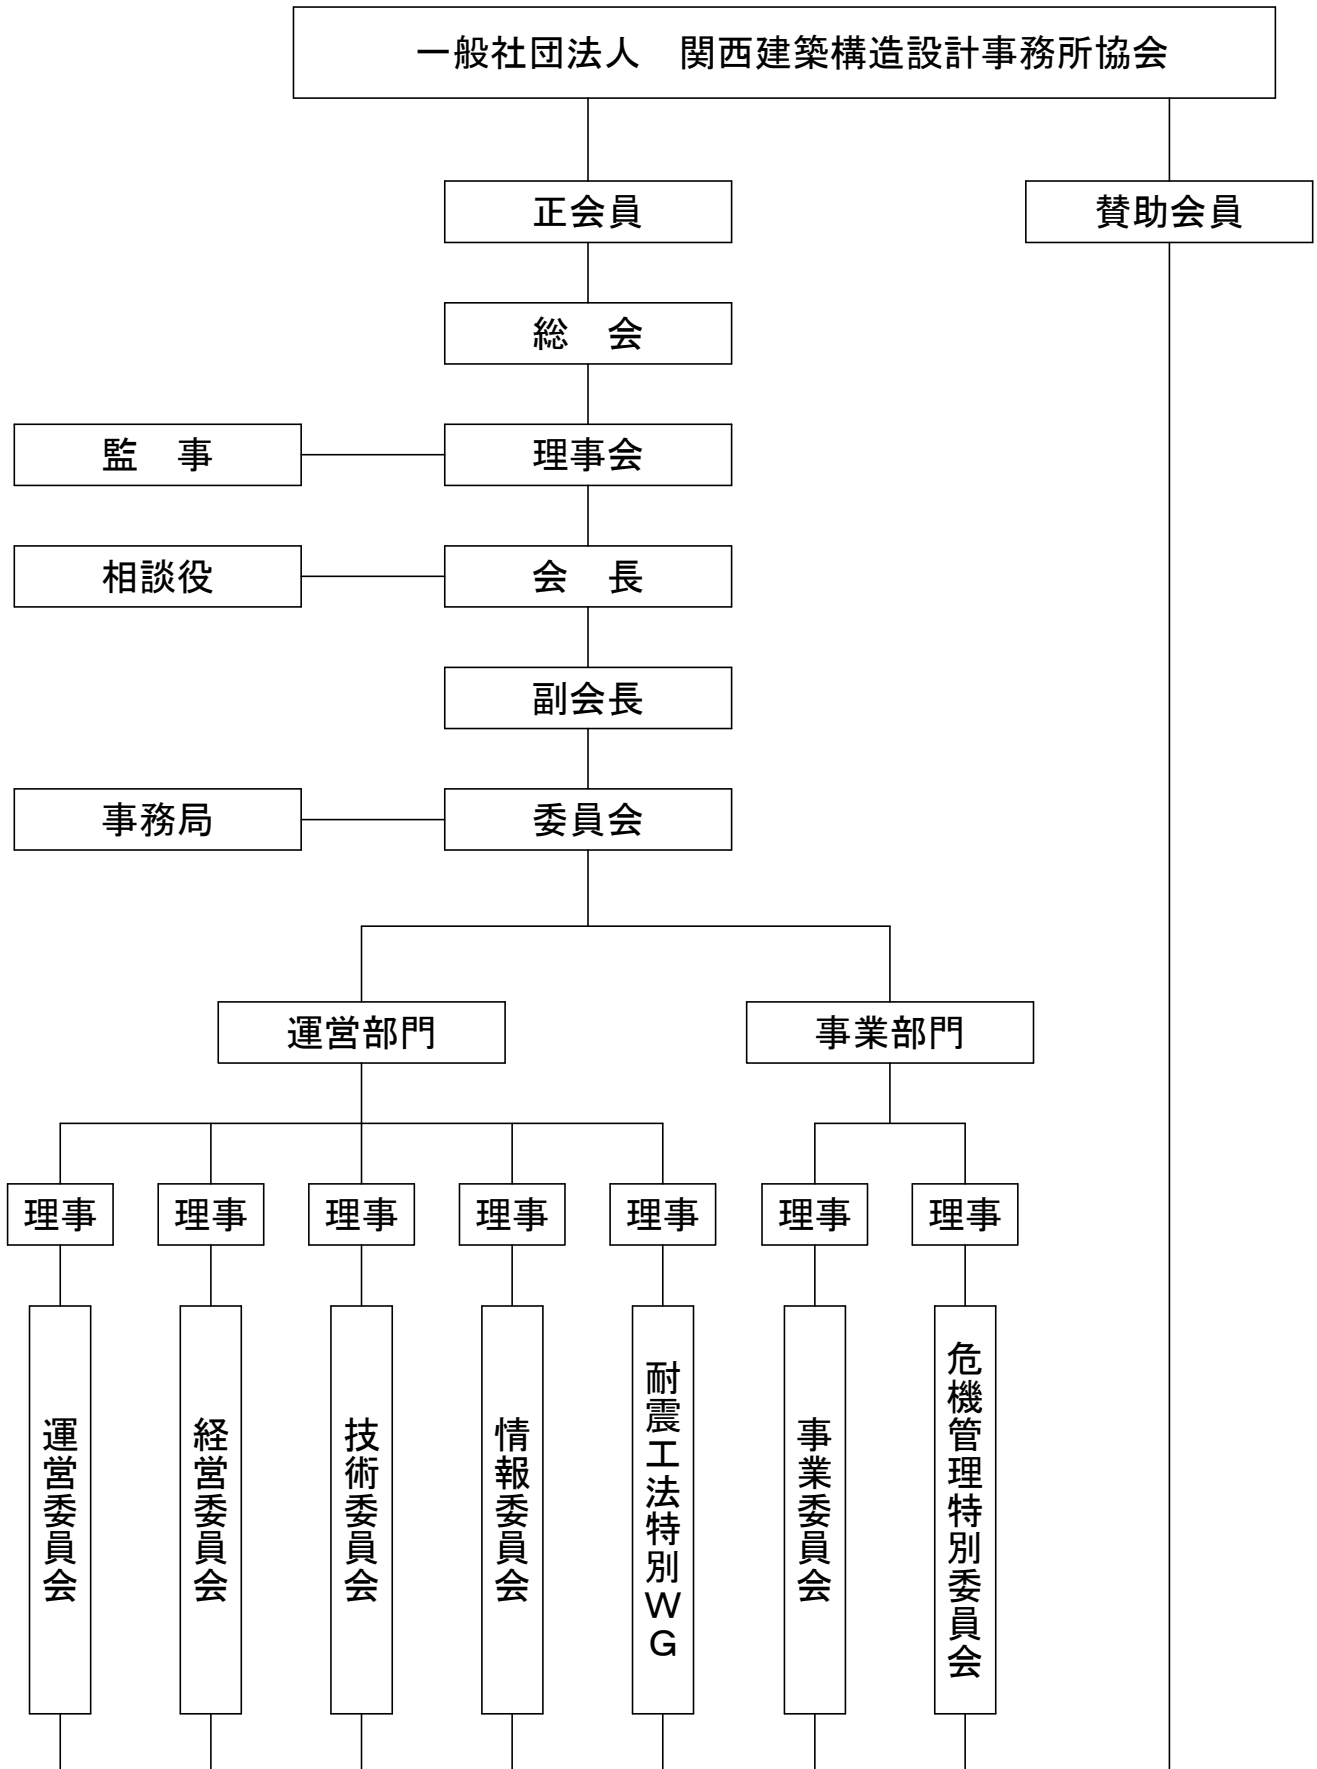 一般社団法人　関西建築構造設計事務所協会
正会員
賛助会員
総　会
監　事
理事会
相談役
会　長
副会長
事務局
委員会
運営部門
事業部門
理事
理事
理事
理事
理事
理事
理事
運営委員会
経営委員会
技術委員会
情報委員会
耐震工法特別ＷＧ
事業委員会
危機管理特別委員会